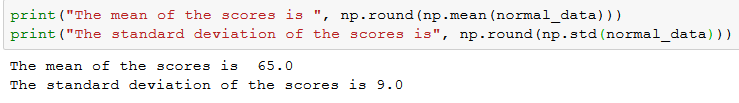 print("The mean of the scores is ", np.round(np.mean(normal_data)))
print("The standard deviation of the scores is", np.round(np.std(normal_data)))
The mean of the scores is  65.0
The standard deviation of the scores is 9.0